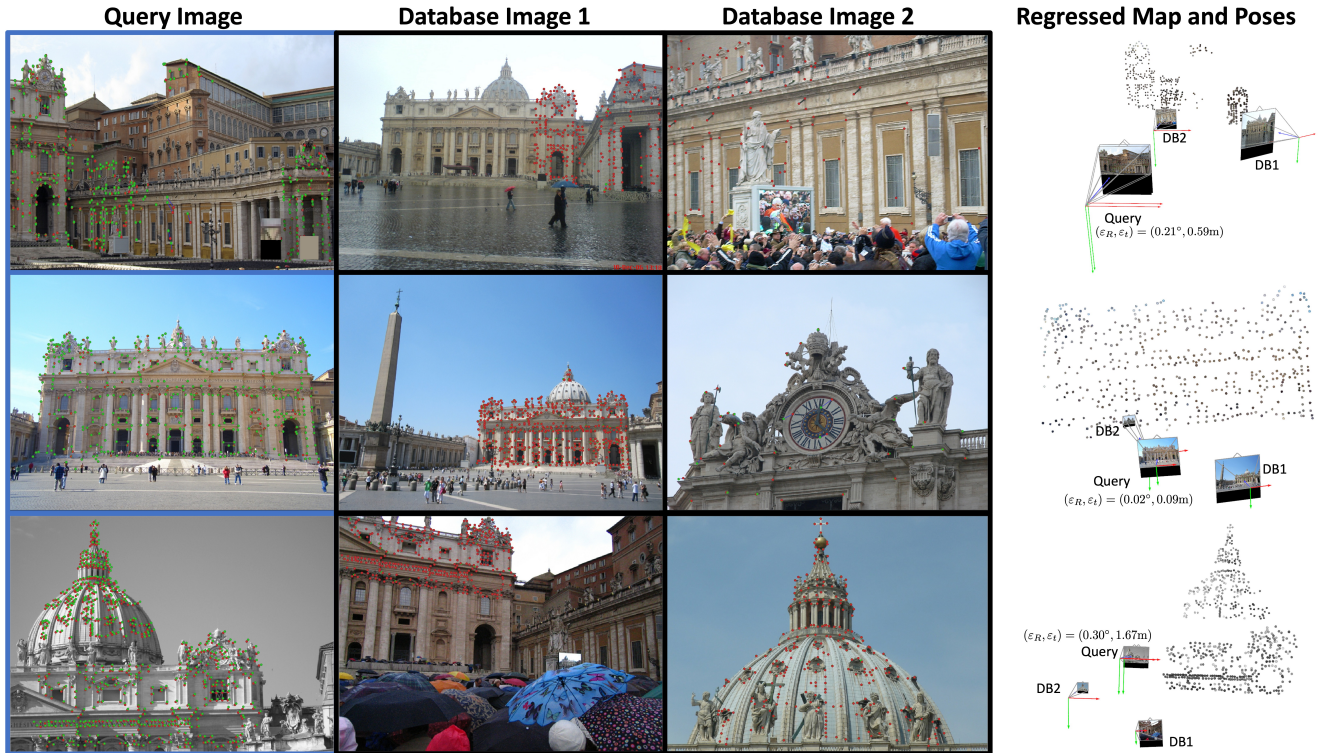 Query Image
Database Image 1
Database Image 2
Regressed Map and Poses
DB2
DB1
Query
(εR, εt) = (0.21°, 0.59m)
DB2
Query
DB1
(εR, εt) = (0.02°, 0.09m)
(εR, εt) = (0.30°, 1.67m)
Query
DB2
DB1